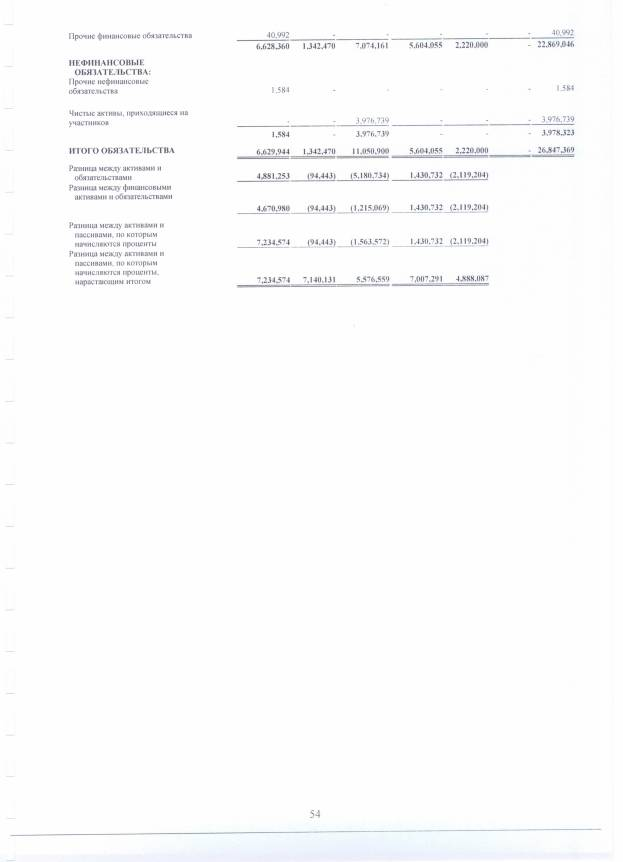 Прочие финансовые обязательства 40,992 - - - - - 40,992
6,628,360 1,342,470 7,074,161 5,604,055 2,220,000 - 22,869,046
НЕФИНАНСОВЫЕ
ОБЯЗАТЕЛЬСТВА:
Прочие нефинансовые
обязательства 1,584 - - - - - 1,584
Чистые активы, приходящиеся на
участников - - 3,976,739 - - - 3,976,739
1,584 - 3,976,739 - - - 3,978,323
ИТОГО ОБЯЗАТЕЛЬСТВА 6,629,944 1,342,470 11,050,900 5,604,055 2,220,000 - 26,847,369
Разница между активами и
обязательствами 4,881,253 (94,443) (5,180,734) 1,430,732 (2,119,204)
Разница между финансовыми
активами и обязательствами
4,670,980 (94,443) (1,215,069) 1,430,732 (2,119,204)
Разница между активами и
пассивами, по которым
начисляются проценты 7,234,574 (94,443) (1,563,572) 1,430,732 (2,119,204)
Разница между активами и
пассивами, по которым
начисляются проценты,
нарастающим итогом 7,234,574 7,140,131 5,576,559 7,007,291 4,888,087
54